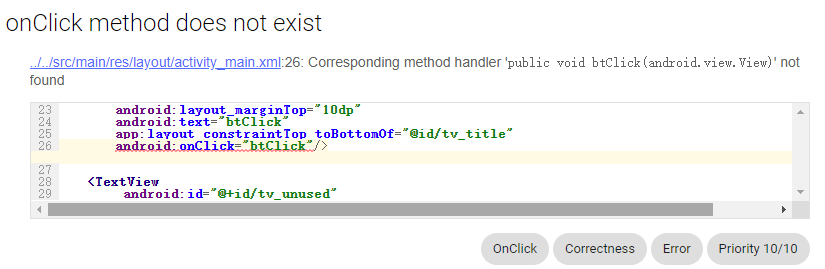 onClick method does not exist
../../src/main/res/layout/activity_main.xml:26: Corresponding method handler 'public void btClick(android.view.View)' not
found
23 android:layout_marginTop="10dp"
24 android:text="btClick"
25 app:layout_constraintTop_toBottomOf="@id/tv_title"
26 android:onClick="btClick"/>
27
28 <TextView
29 android:id="@+id/tv_unused"
OnClick Correctness Error Priority 10/10